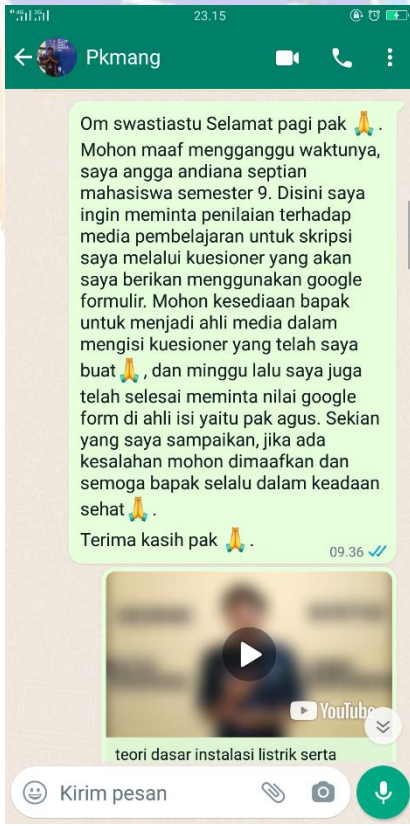 23.15
Pkmang
Om swastiastu Selamat pagi pak 🙏.
Mohon maaf mengganggu waktunya,
saya angga andiana septian
mahasiswa semester 9. Disini saya
ingin meminta penilaian terhadap
media pembelajaran untuk skripsi
saya melalui kuesioner yang akan
saya berikan menggunakan google
formulir. Mohon kesediaan bapak
untuk menjadi ahli media dalam
mengisi kuesioner yang telah saya
buat🙏, dan minggu lalu saya juga
telah selesai meminta nilai google
form di ahli isi yaitu pak agus. Sekian
yang saya sampaikan, jika ada
kesalahan mohon dimaafkan dan
semoga bapak selalu dalam keadaan
sehat🙏.
Terima kasih pak 🙏.
09.36
YouTube
teori dasar instalasi listrik serta
Kirim pesan